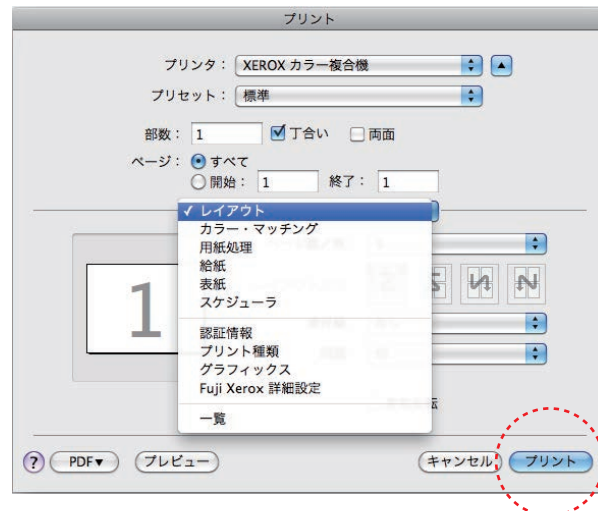 プリント
プリンタ： XEROX カラー複合機
プリセット： 標準
部数： 1 丁合い 両面
ページ： すべて
開始： 1 終了： 1
✓ レイアウト
カラー・マッチング
用紙処理
給紙
表紙
スケジューラ
認証情報
プリント種類
グラフィックス
Fuji Xerox 詳細設定
一覧
1
? PDF▼ プレビュー キャンセル プリント